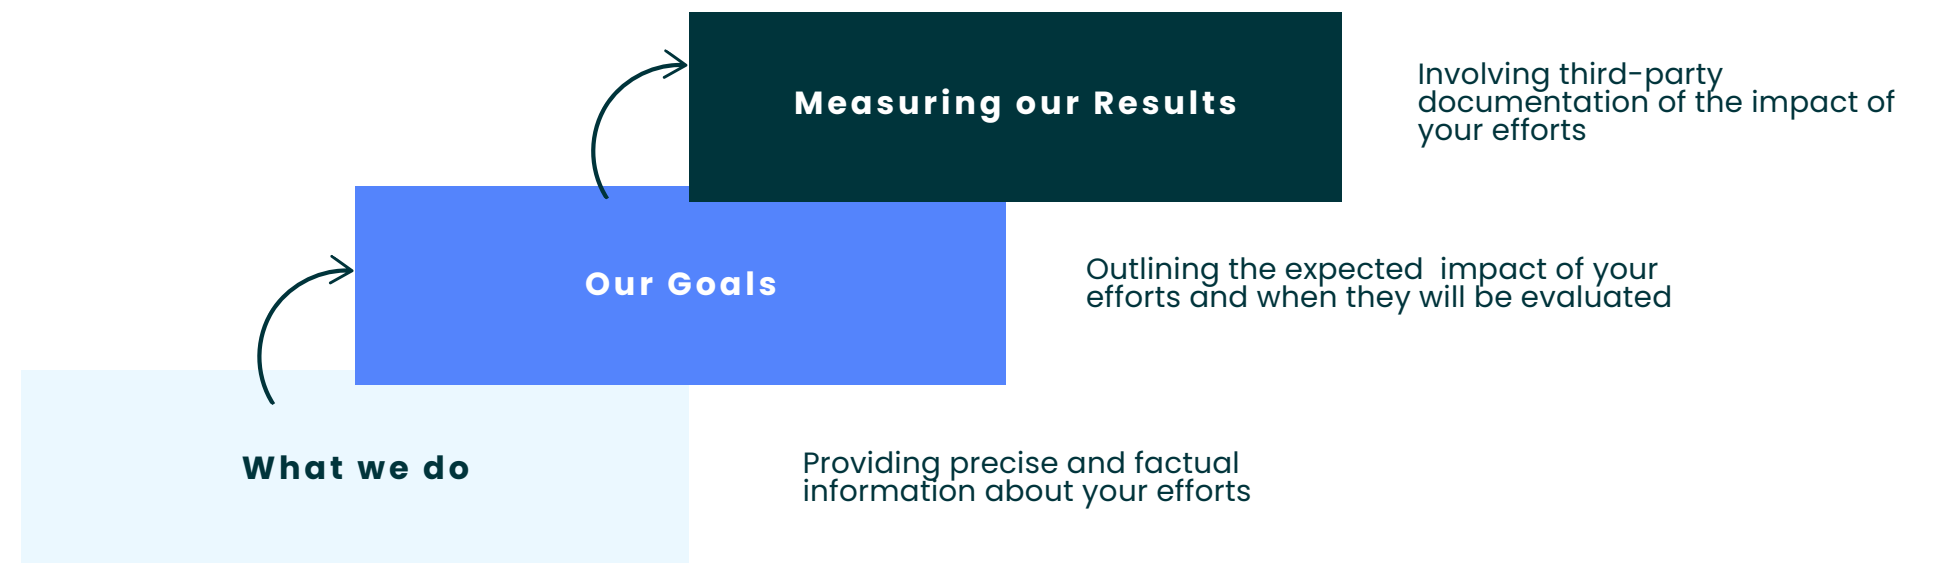 Measuring our Results
Involving third-party
documentation of the impact of
your efforts
Our Goals
Outlining the expected  impact of your
efforts and when they will be evaluated
What we do
Providing precise and factual
information about your efforts